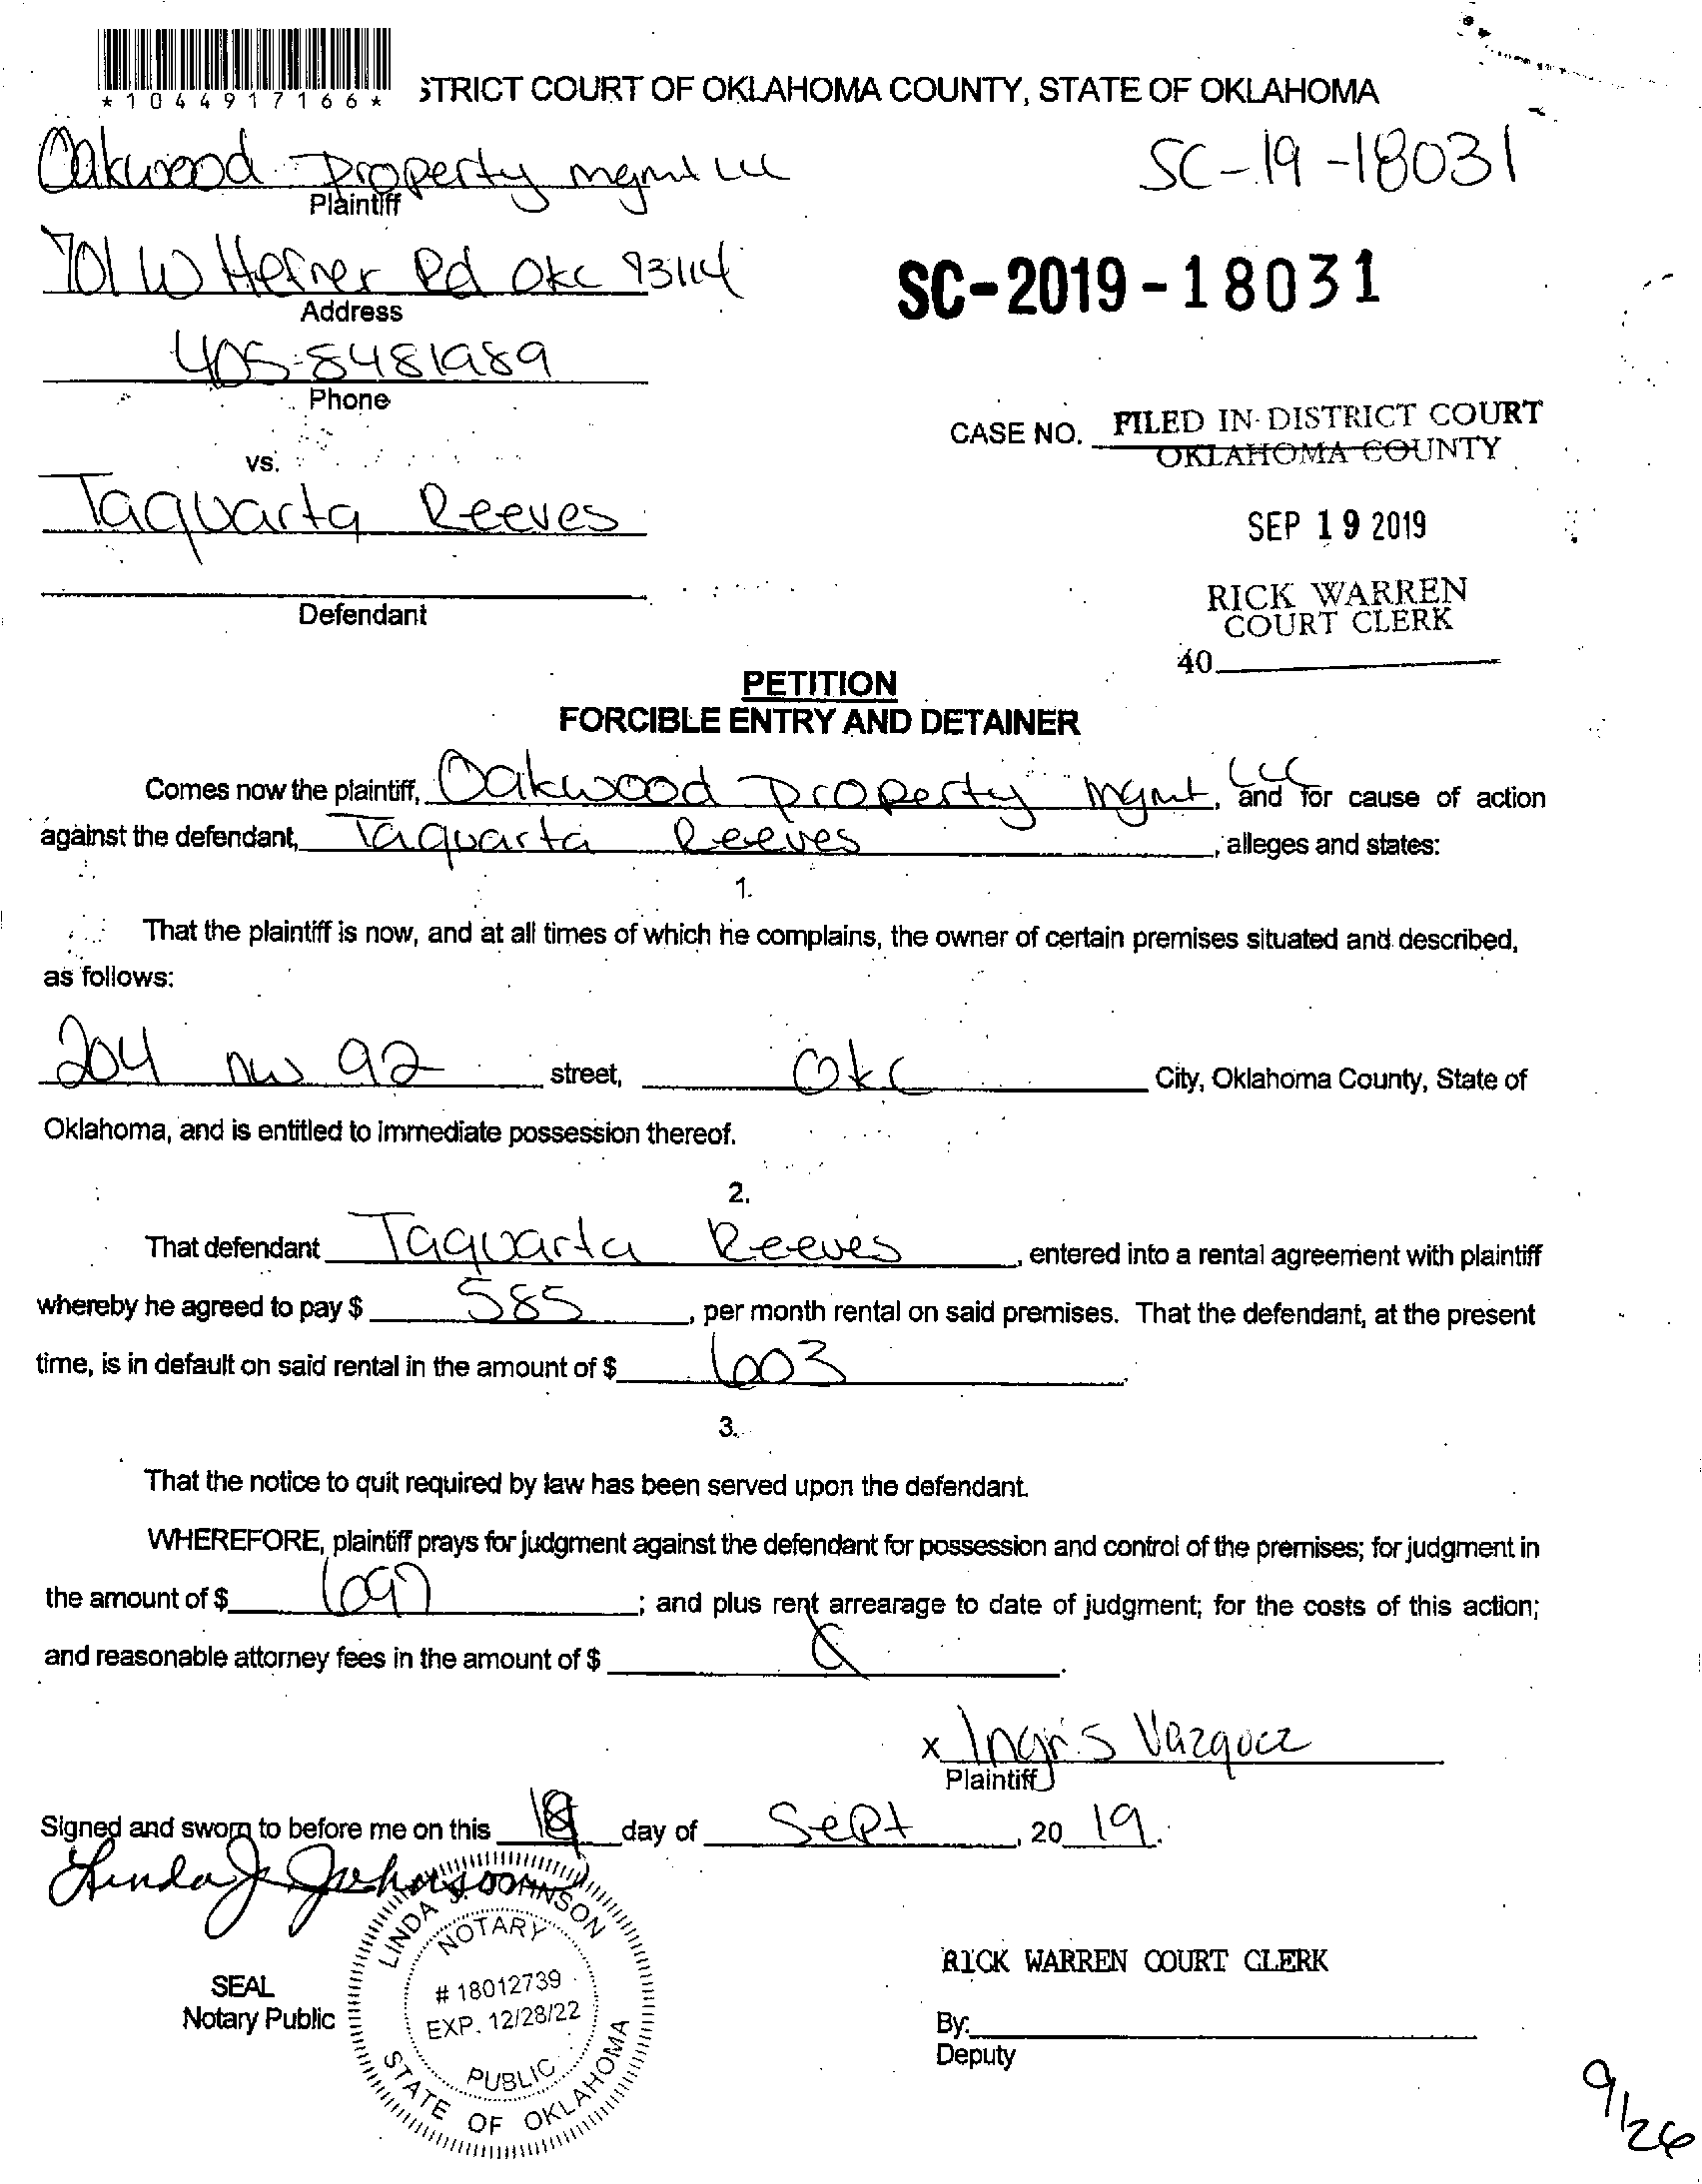 *1044917166*
STRICT COURT OF OKLAHOMA COUNTY, STATE OF OKLAHOMA
Oakwood Property mgmt LLC
Plaintiff
SC-19-18031
701 W Hefner Rd OKC 73114
Address
SC-2019-18031
405-8481989
Phone
CASE NO. FILED IN DISTRICT COURT
OKLAHOMA COUNTY
vs.
Taquarta Reeves
SEP 19 2019
Defendant
RICK WARREN
COURT CLERK
40
PETITION
FORCIBLE ENTRY AND DETAINER
Comes now the plaintiff, Oakwood Property Mgmt, LLC and for cause of action
against the defendant, Taquarta Reeves, alleges and states:
1.
That the plaintiff is now, and at all times of which he complains, the owner of certain premises situated and described,
as follows:
204 NW 92 street, OKC City, Oklahoma County, State of
Oklahoma, and is entitled to immediate possession thereof.
2.
That defendant Taquarta Reeves, entered into a rental agreement with plaintiff
whereby he agreed to pay $ 585, per month rental on said premises. That the defendant, at the present
time, is in default on said rental in the amount of $ 603.
3.
That the notice to quit required by law has been served upon the defendant.
WHEREFORE, plaintiff prays for judgment against the defendant for possession and control of the premises; for judgment in
the amount of $ 697; and plus rent arrearage to date of judgment; for the costs of this action;
and reasonable attorney fees in the amount of $ .
x Ingris Vazquez
Plaintiff
Signed and sworn to before me on this 18 day of Sept, 2019.
Linda J Johnson
LINDA J. JOHNSON
NOTARY
# 18012739
EXP. 12/28/22
PUBLIC
STATE OF OKLAHOMA
SEAL
Notary Public
RICK WARREN COURT CLERK
By:
Deputy
9/26